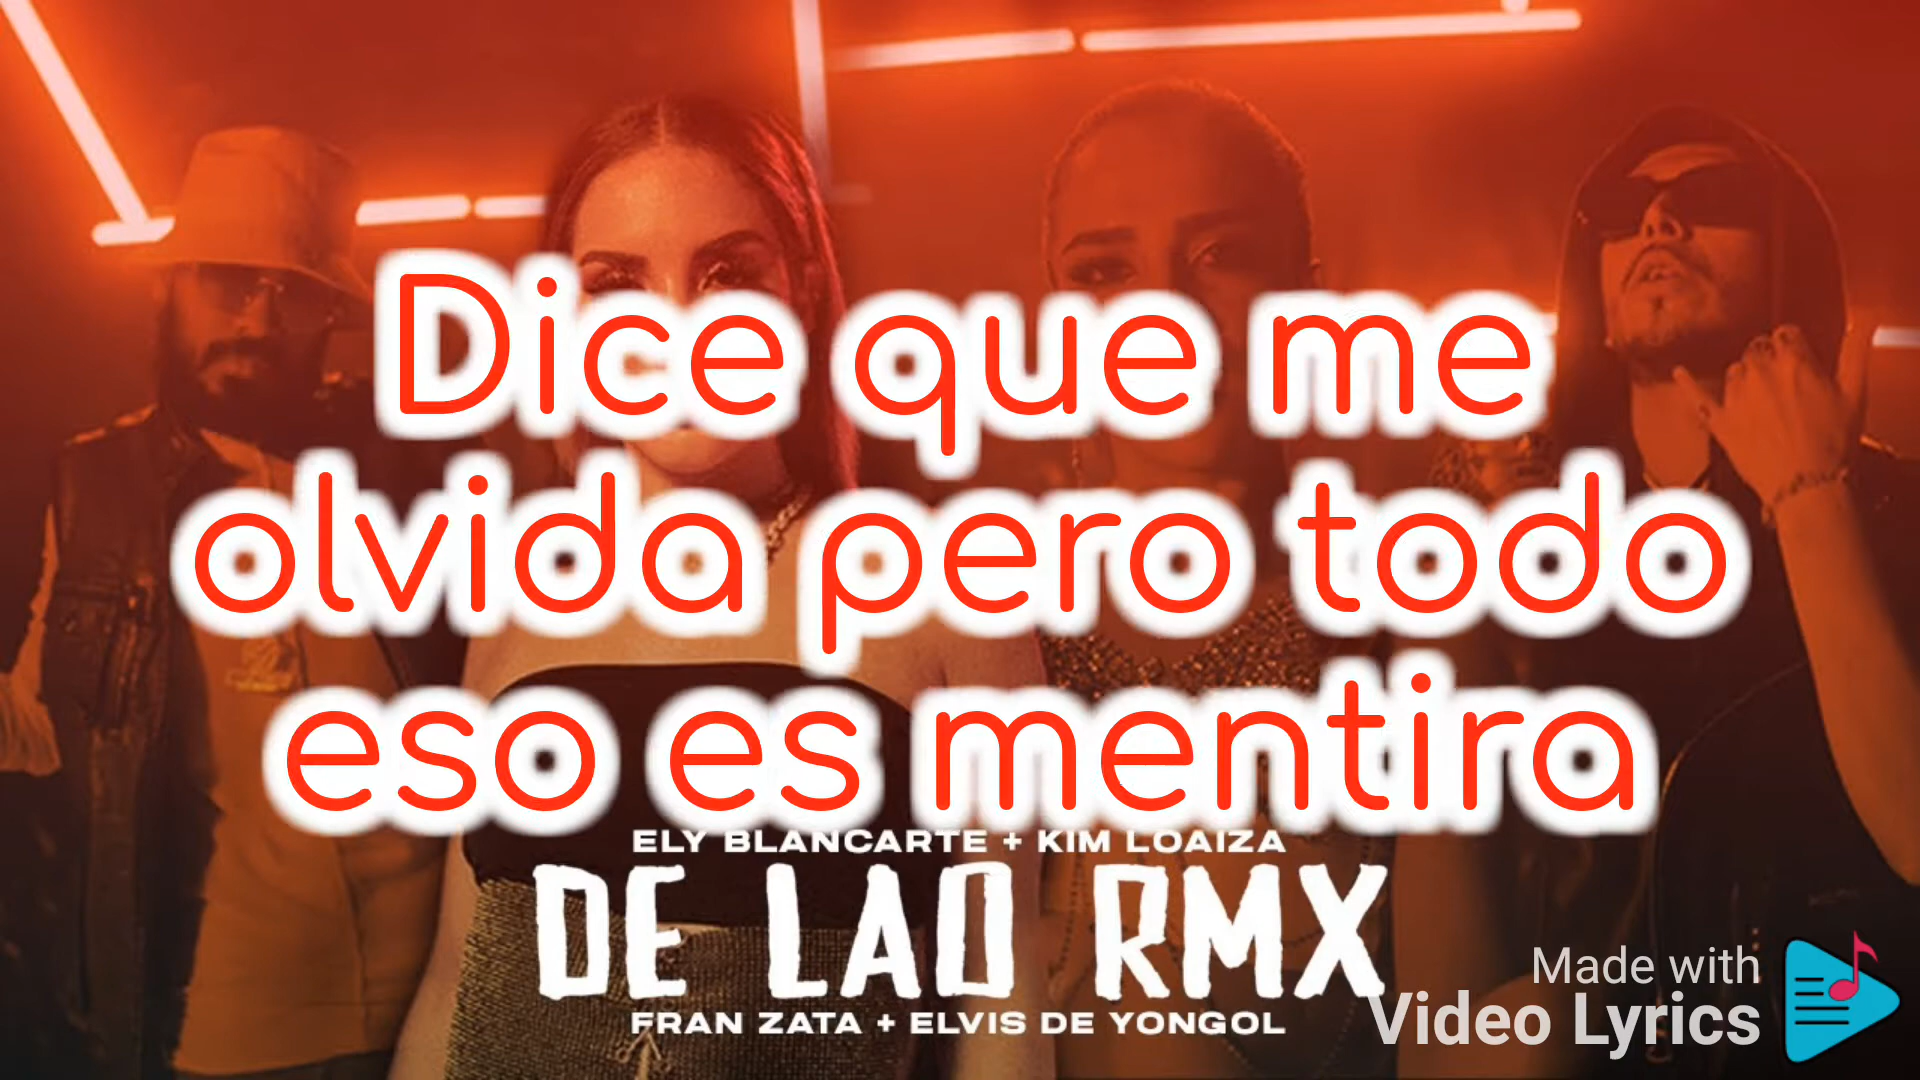 Dice que me
olvida pero todo
eso es mentira
ELY BLANCARTE + KIM LOAIZA
DE LAO RMX
FRAN ZATA + ELVIS DE YONGOL
Made with
Video Lyrics